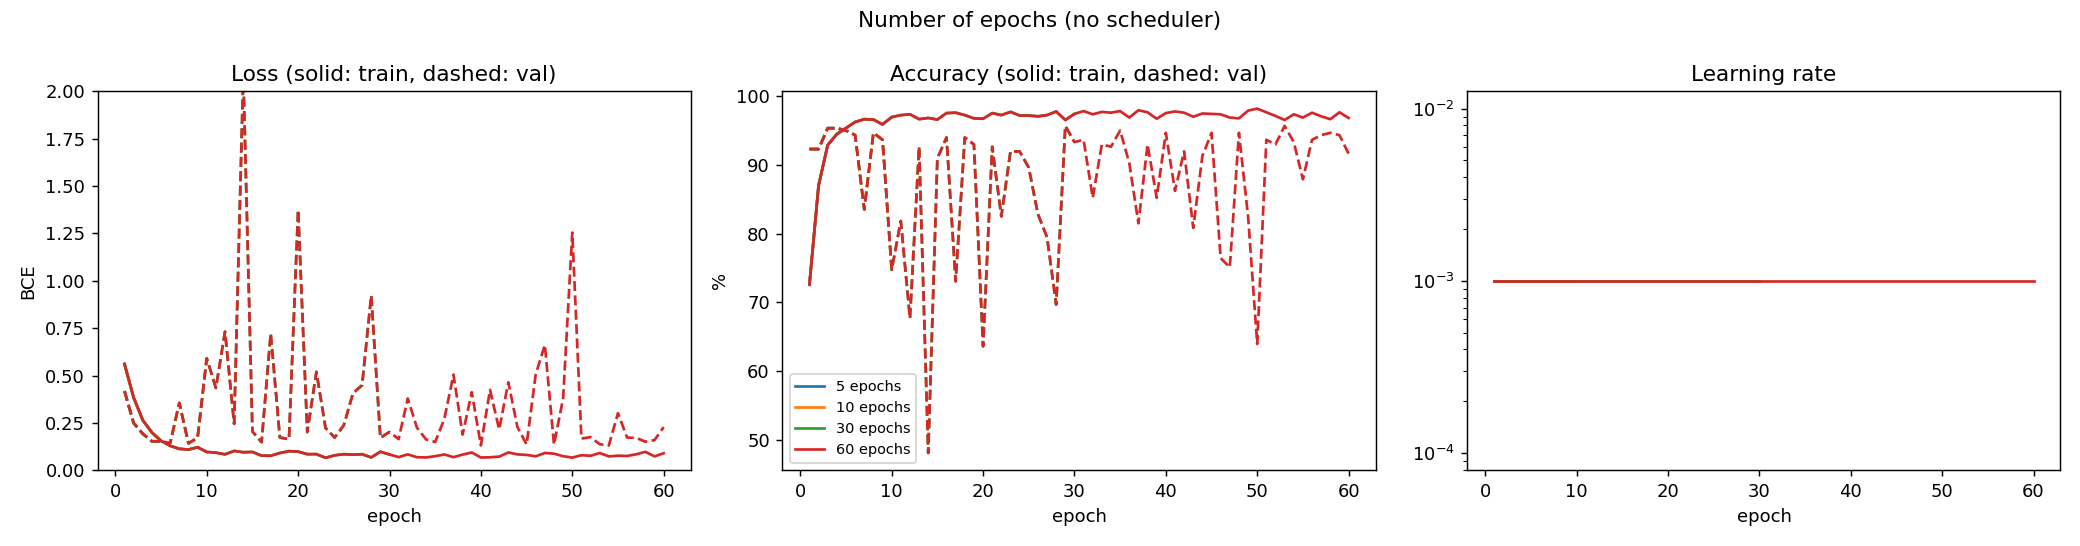 Number of epochs (no scheduler)
Loss (solid: train, dashed: val)
2.00
1.75
1.50
1.25
1.00
0.75
0.50
0.25
0.00
BCE
0 10 20 30 40 50 60
epoch
Accuracy (solid: train, dashed: val)
100
90
80
70
60
50
%
5 epochs
10 epochs
30 epochs
60 epochs
0 10 20 30 40 50 60
epoch
Learning rate
10⁻²
10⁻³
10⁻⁴
0 10 20 30 40 50 60
epoch